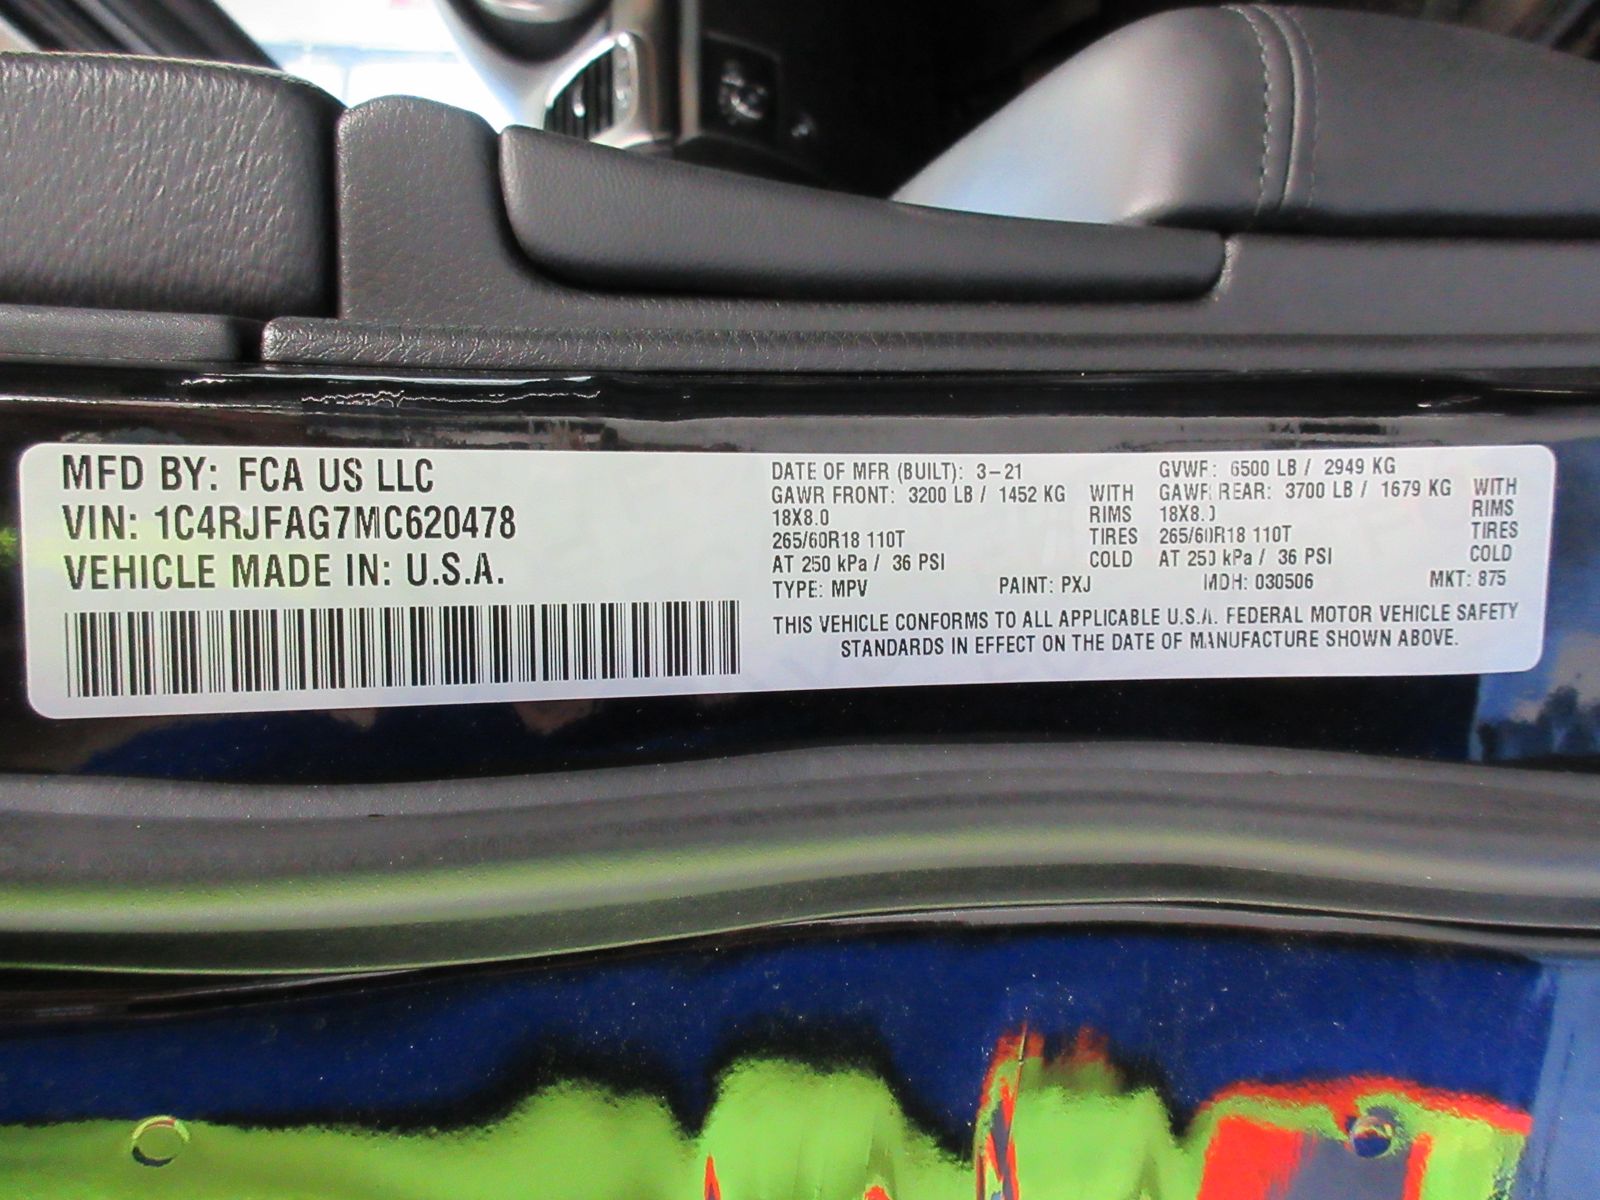 MFD BY: FCA US LLC
VIN: 1C4RJFAG7MC620478
VEHICLE MADE IN: U.S.A.
DATE OF MFR (BUILT): 3-21
GAWR FRONT: 3200 LB / 1452 KG WITH
18X8.0 RIMS
265/60R18 110T TIRES
AT 250 kPa / 36 PSI COLD
GVWR: 6500 LB / 2949 KG
GAWR REAR: 3700 LB / 1679 KG WITH
18X8.0 RIMS
265/60R18 110T TIRES
AT 250 kPa / 36 PSI COLD
TYPE: MPV PAINT: PXJ MDH: 030506 MKT: 875
THIS VEHICLE CONFORMS TO ALL APPLICABLE U.S.A. FEDERAL MOTOR VEHICLE SAFETY
STANDARDS IN EFFECT ON THE DATE OF MANUFACTURE SHOWN ABOVE.